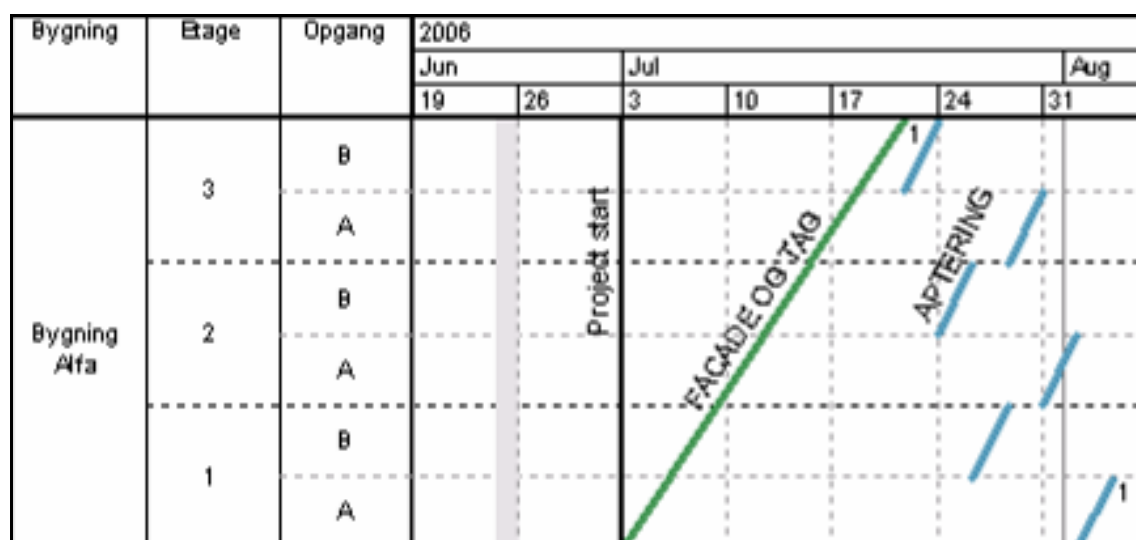 Bygning
Etage
Opgang
2006
Jun
Jul
Aug
19
26
3
10
17
24
31
Bygning
Alfa
3
B
A
2
B
A
1
B
A
Project start
FACADE OG TAG
1
APTERING
1